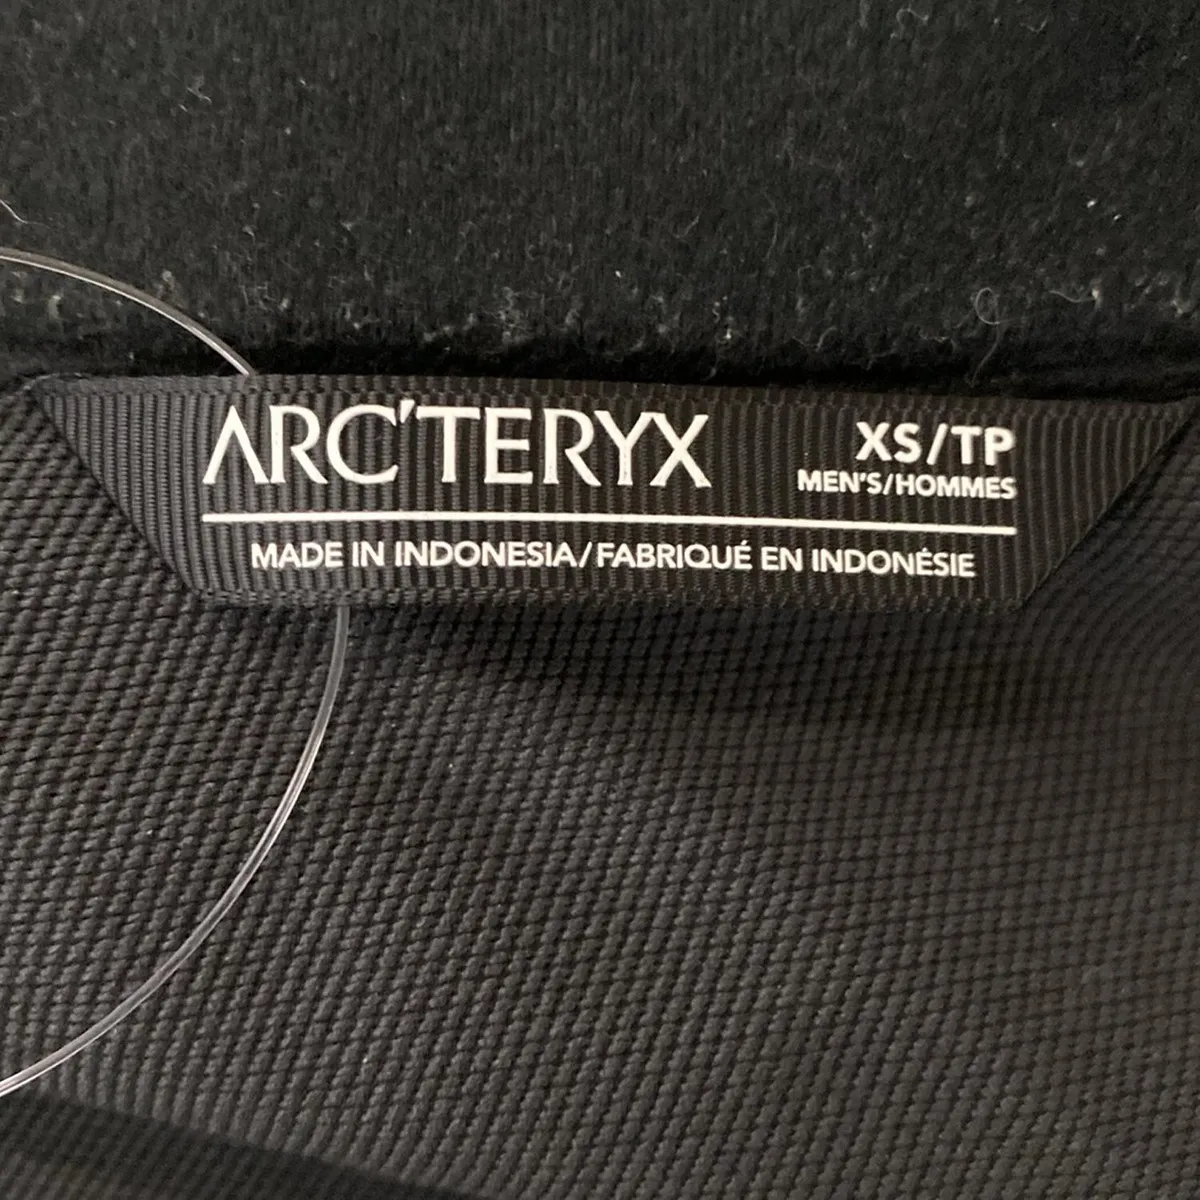 ARC'TERYX
XS/TP
MEN'S/HOMMES
MADE IN INDONESIA/FABRIQUÉ EN INDONÉSIE